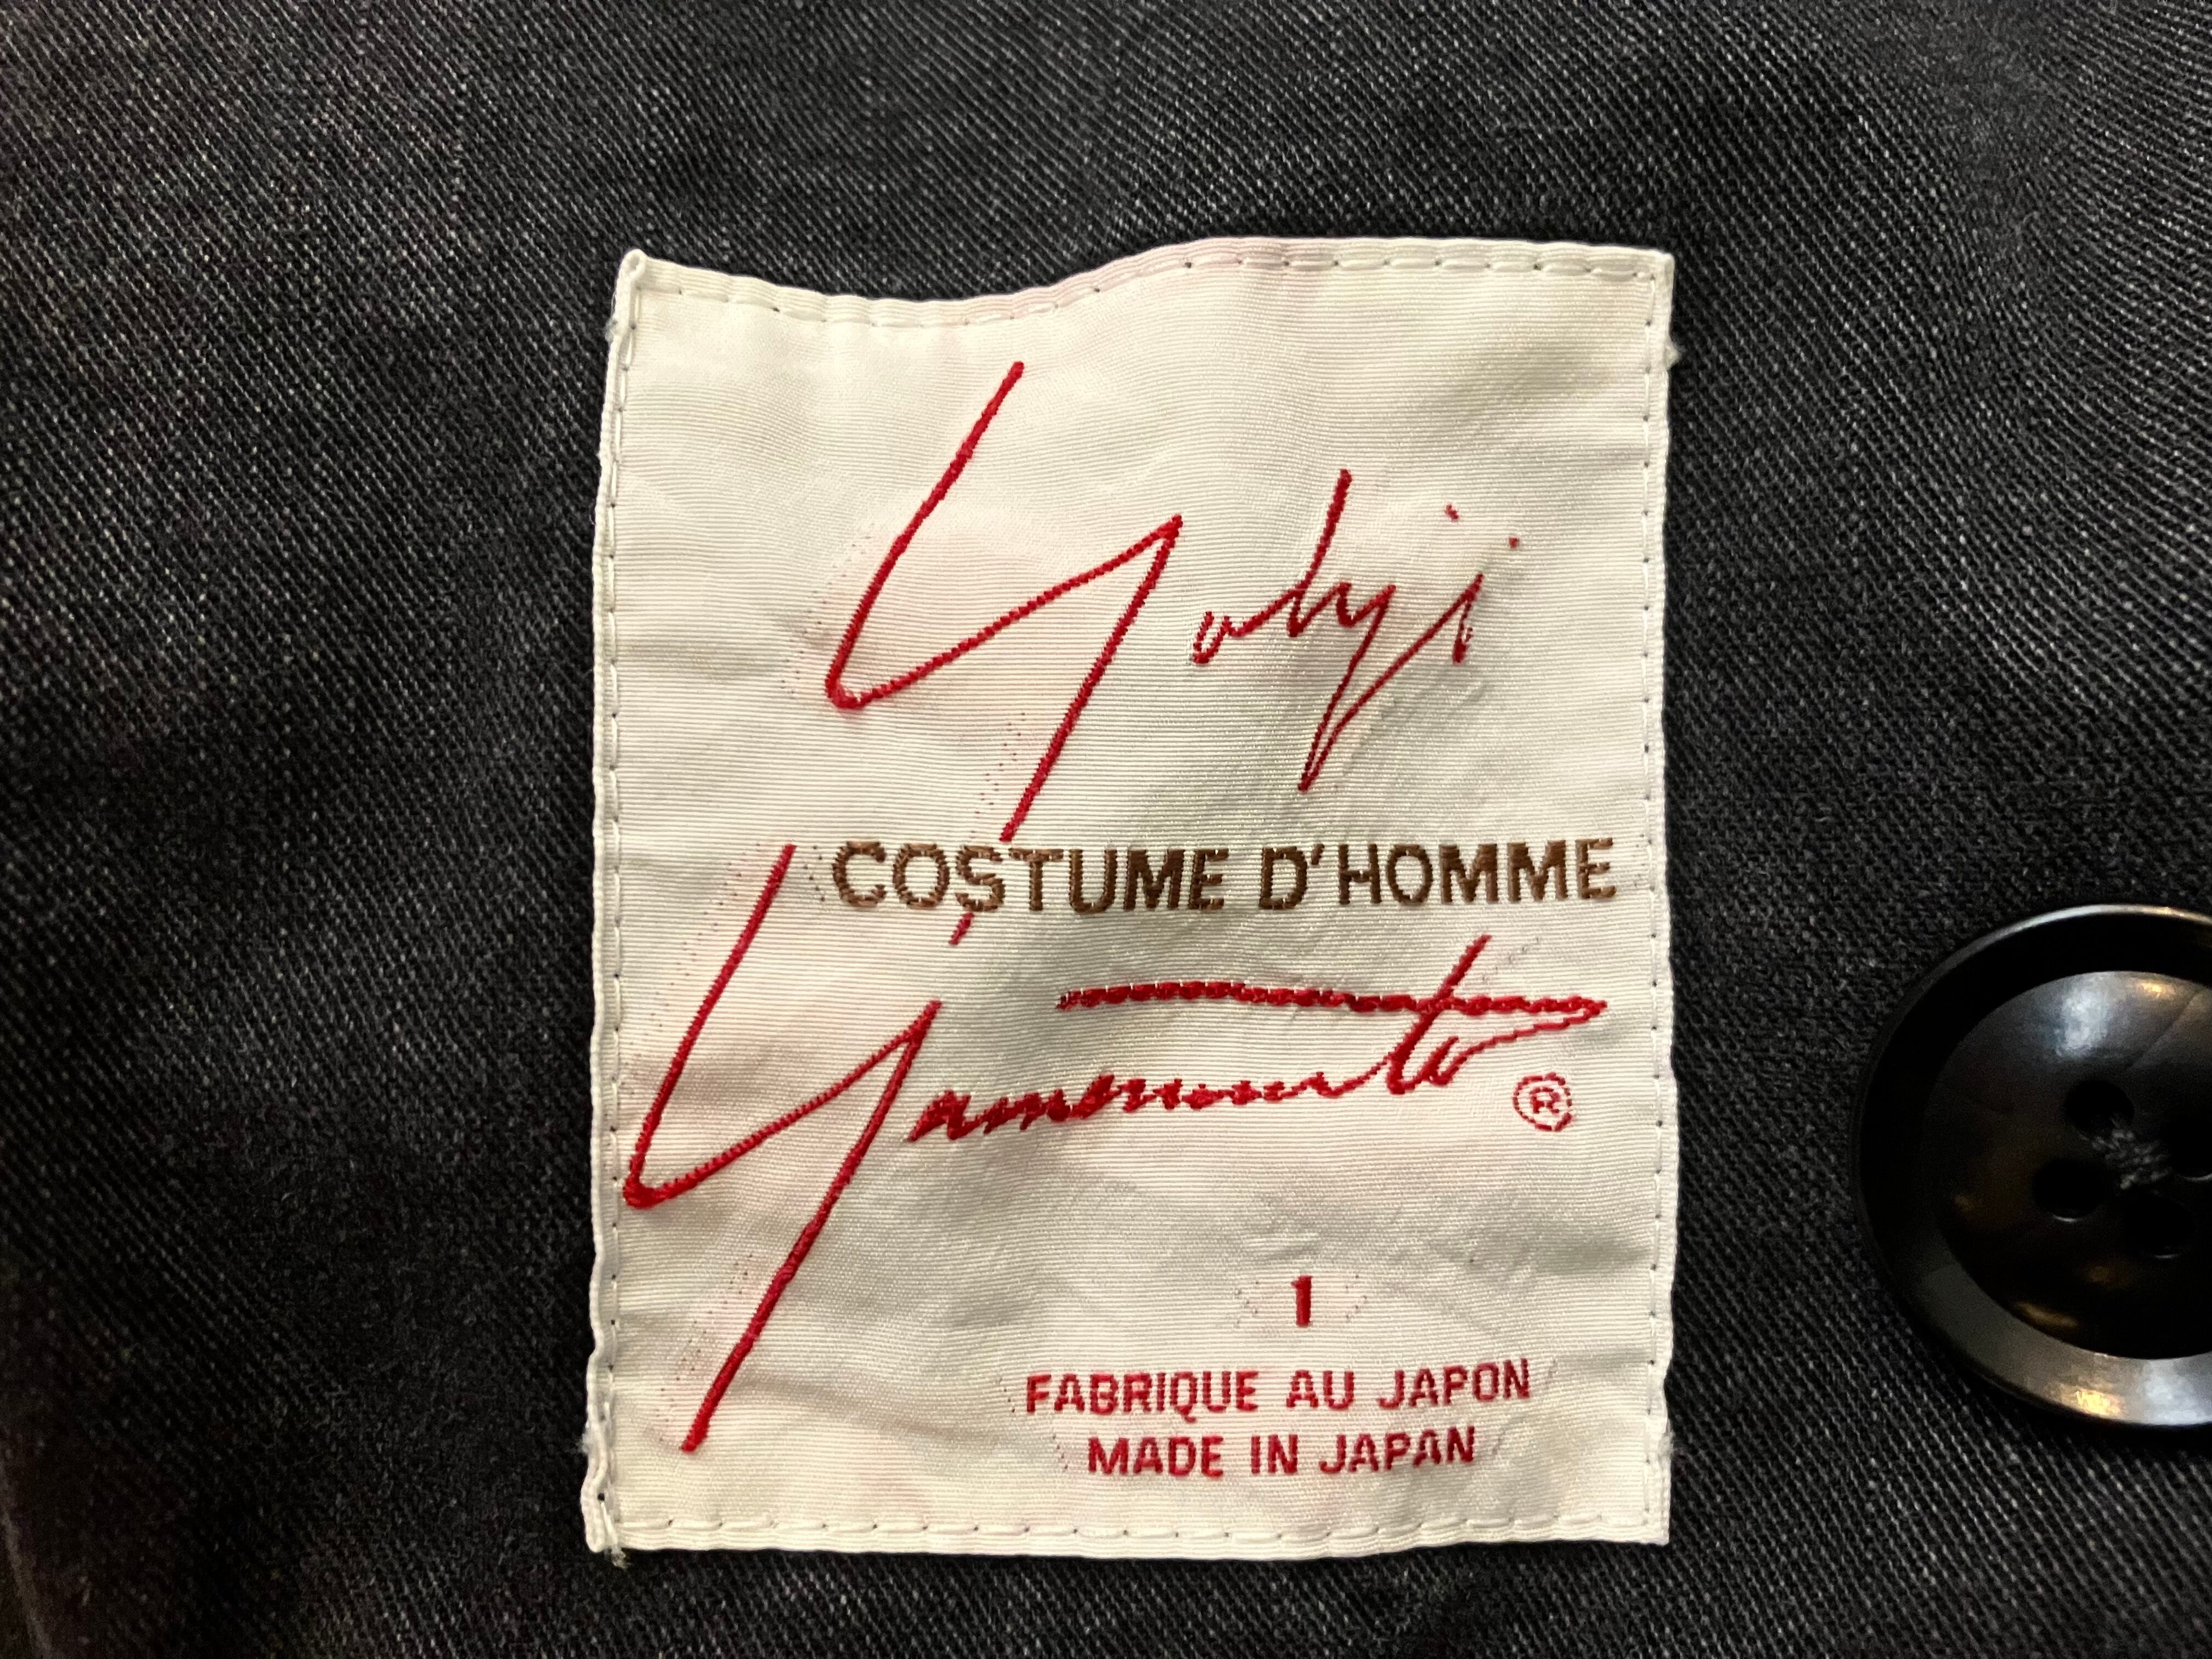 Yohji
COSTUME D'HOMME
Yamamoto ®
1
FABRIQUE AU JAPON
MADE IN JAPAN